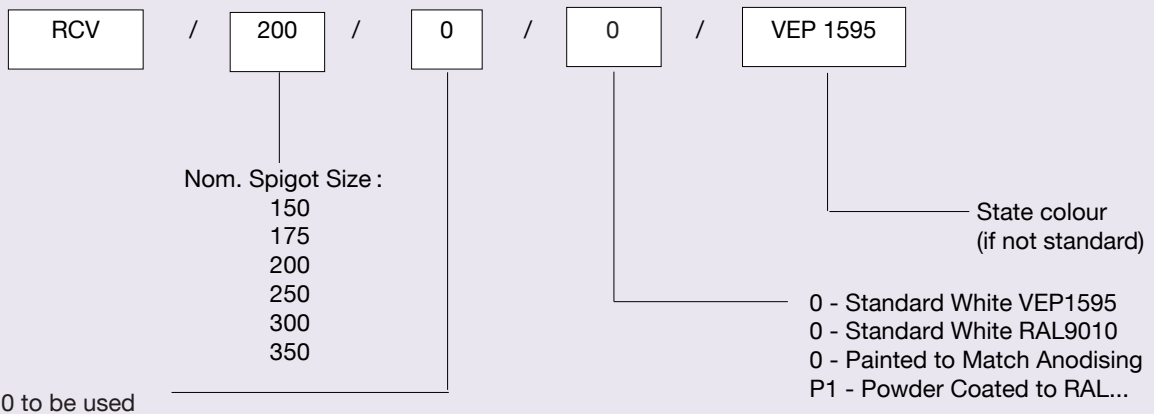 RCV / 200 / 0 / 0 / VEP 1595
Nom. Spigot Size :
150
175
200
250
300
350
State colour
(if not standard)
0 - Standard White VEP1595
0 - Standard White RAL9010
0 - Painted to Match Anodising
P1 - Powder Coated to RAL...
0 to be used